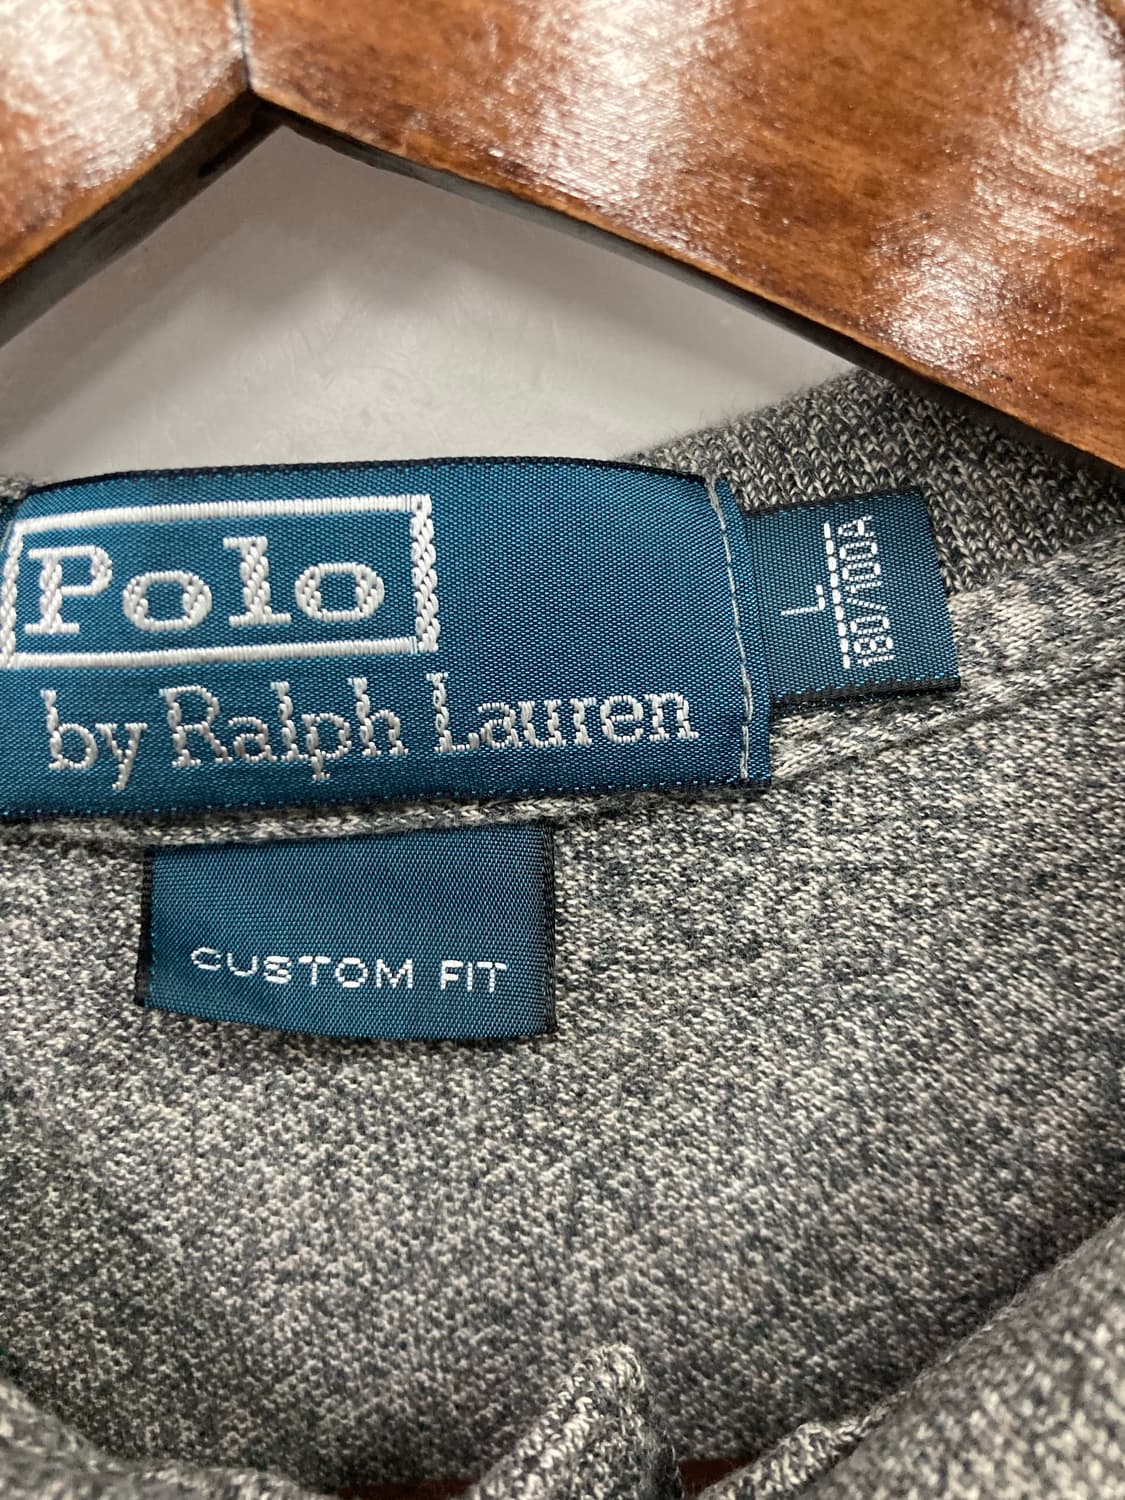 Polo
by Ralph Lauren
L
180/100A
CUSTOM FIT